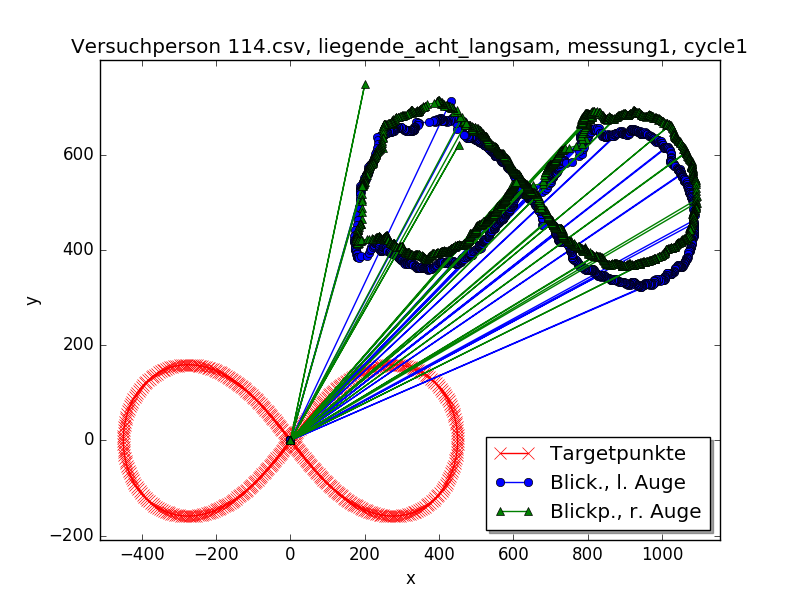 Versuchperson 114.csv, liegende_acht_langsam, messung1, cycle1
y
600
400
200
0
−200
−400 −200 0 200 400 600 800 1000
x
Targetpunkte
Blick., l. Auge
Blickp., r. Auge